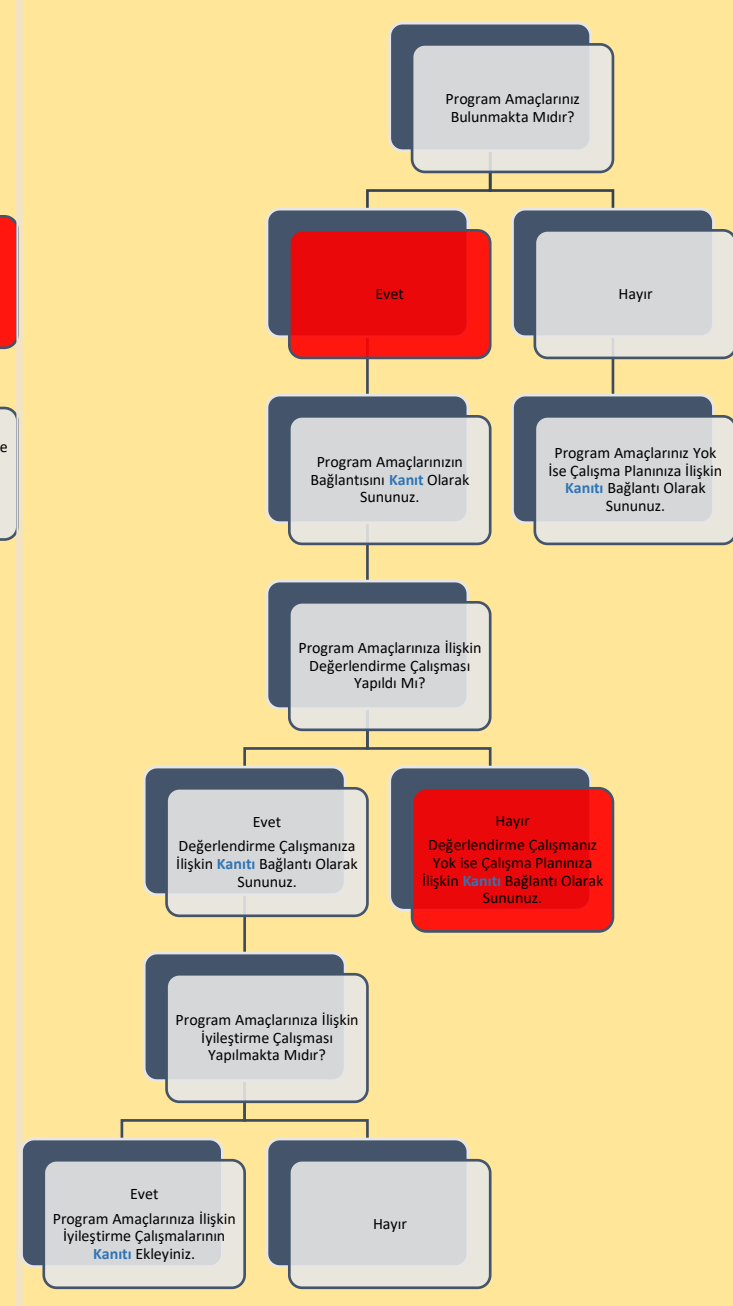 Program Amaçlarınız
Bulunmakta Mıdır?
Evet
Hayır
e
Program Amaçlarınızın
Bağlantısını Kanıt Olarak
Sununuz.
Program Amaçlarınız Yok
İse Çalışma Planınıza İlişkin
Kanıtı Bağlantı Olarak
Sununuz.
Program Amaçlarınıza İlişkin
Değerlendirme Çalışması
Yapıldı Mı?
Evet
Değerlendirme Çalışmanıza
İlişkin Kanıtı Bağlantı Olarak
Sununuz.
Hayır
Değerlendirme Çalışmanız
Yok ise Çalışma Planınıza
İlişkin Kanıtı Bağlantı Olarak
Sununuz.
Program Amaçlarınıza İlişkin
İyileştirme Çalışması
Yapılmakta Mıdır?
Evet
Program Amaçlarınıza İlişkin
İyileştirme Çalışmalarının
Kanıtı Ekleyiniz.
Hayır